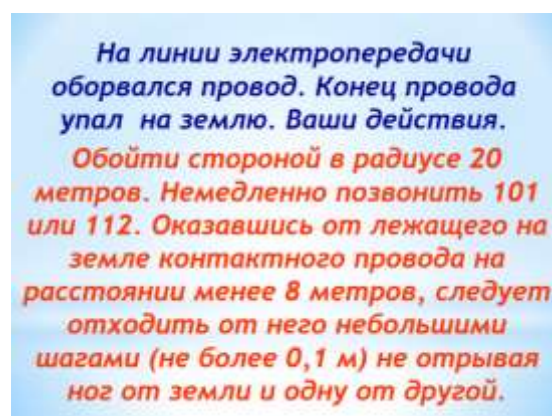 На линии электропередачи
оборвался провод. Конец провода
упал на землю. Ваши действия.
Обойти стороной в радиусе 20
метров. Немедленно позвонить 101
или 112. Оказавшись от лежащего на
земле контактного провода на
расстоянии менее 8 метров, следует
отходить от него небольшими
шагами (не более 0,1 м) не отрывая
ног от земли и одну от другой.